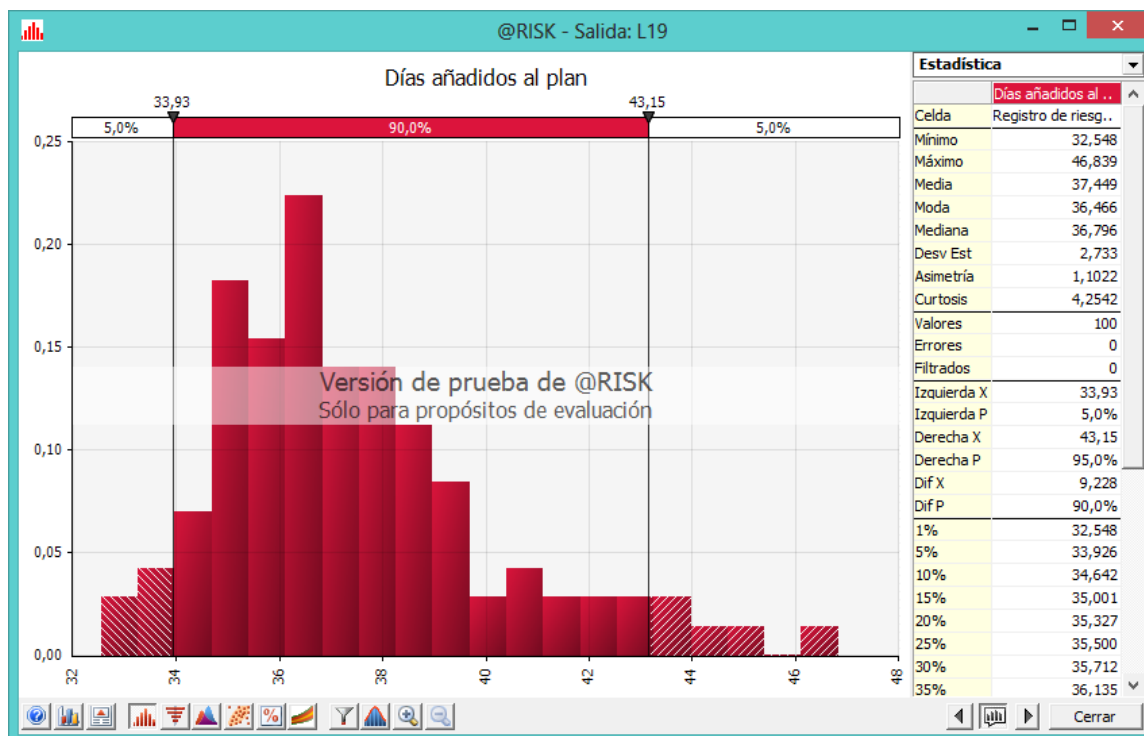 @RISK - Salida: L19
Días añadidos al plan
33,93 43,15
5,0% 90,0% 5,0%
0,25
0,20
0,15
0,10
0,05
0,00
32 34 36 38 40 42 44 46 48
Versión de prueba de @RISK
Sólo para propósitos de evaluación
Estadística
Días añadidos al ..
Celda Registro de riesg..
Mínimo 32,548
Máximo 46,839
Media 37,449
Moda 36,466
Mediana 36,796
Desv Est 2,733
Asimetría 1,1022
Curtosis 4,2542
Valores 100
Errores 0
Filtrados 0
Izquierda X 33,93
Izquierda P 5,0%
Derecha X 43,15
Derecha P 95,0%
Dif X 9,228
Dif P 90,0%
1% 32,548
5% 33,926
10% 34,642
15% 35,001
20% 35,327
25% 35,500
30% 35,712
35% 36,135
Cerrar